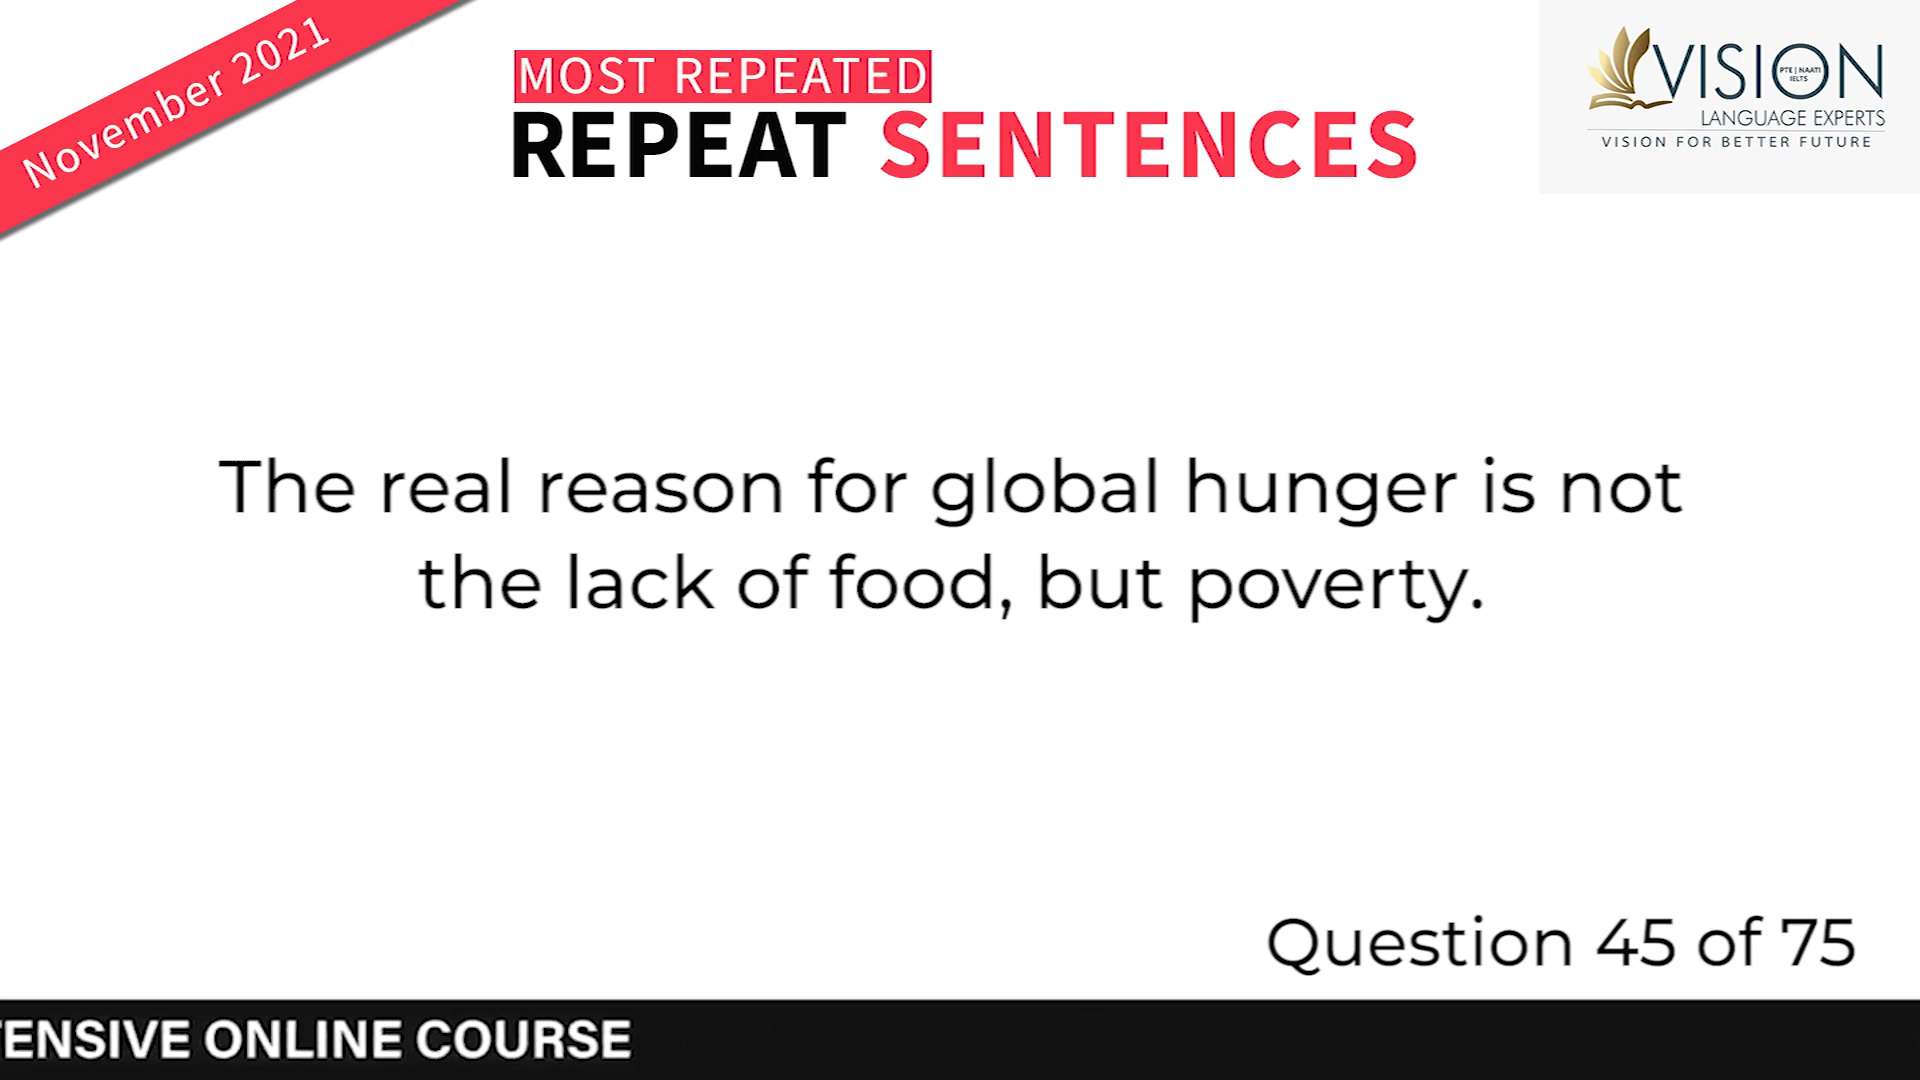 November 2021
MOST REPEATED
REPEAT SENTENCES
VISION
PTE | NAATI
IELTS
LANGUAGE EXPERTS
VISION FOR BETTER FUTURE
The real reason for global hunger is not
the lack of food, but poverty.
Question 45 of 75
ENSIVE ONLINE COURSE